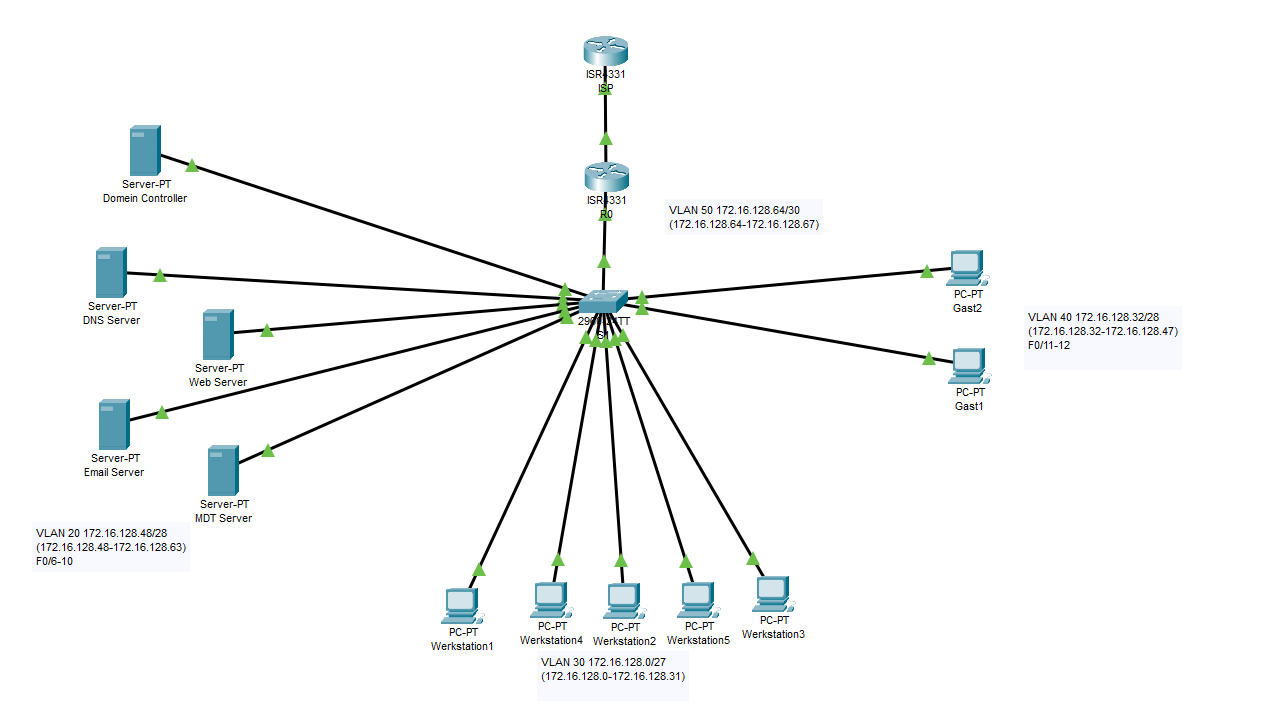 ISR4331
ISP
Server-PT
Domein Controller
ISR4331
R0
VLAN 50 172.16.128.64/30
(172.16.128.64-172.16.128.67)
PC-PT
Gast2
Server-PT
DNS Server
VLAN 40 172.16.128.32/28
(172.16.128.32-172.16.128.47)
F0/11-12
S1
Server-PT
Web Server
PC-PT
Gast1
Server-PT
Email Server
Server-PT
MDT Server
VLAN 20 172.16.128.48/28
(172.16.128.48-172.16.128.63)
F0/6-10
PC-PT
Werkstation1
PC-PT
Werkstation4
PC-PT
Werkstation2
PC-PT
Werkstation5
PC-PT
Werkstation3
VLAN 30 172.16.128.0/27
(172.16.128.0-172.16.128.31)